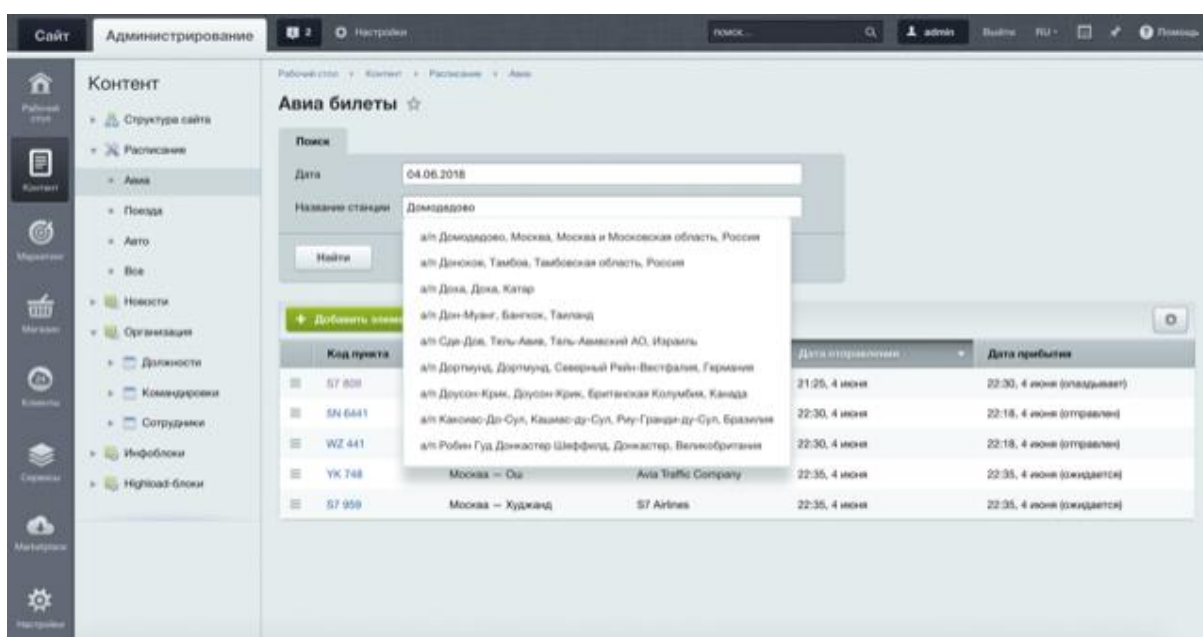 Сайт
Администрирование
2
Настройки
поиск...
admin
Выйти
RU
Помощь
Рабочий стол
Контент
Маркетинг
Магазин
Клиенты
Сервисы
Marketplace
Настройки
Контент
Структура сайта
Расписание
Авиа
Поезда
Авто
Все
Новости
Организация
Должности
Командировки
Сотрудники
Инфоблоки
Highload-блоки
Рабочий стол Контент Расписание Авиа
Авиа билеты
Поиск
Дата 04.06.2018
Название станции Домодедово
а/п Домодедово, Москва, Москва и Московская область, Россия
а/п Донское, Тамбов, Тамбовская область, Россия
а/п Доха, Доха, Катар
а/п Дон-Муанг, Бангкок, Таиланд
а/п Сде-Дов, Тель-Авив, Тель-Авивский АО, Израиль
а/п Дортмунд, Дортмунд, Северный Рейн-Вестфалия, Германия
а/п Доусон-Крик, Доусон-Крик, Британская Колумбия, Канада
а/п Каксиас-До-Сул, Кашиас-ду-Сул, Риу-Гранди-ду-Сул, Бразилия
а/п Робин Гуд Донкастер Шеффилд, Донкастер, Великобритания
Найти
Добавить
Код пункта Дата отправления Дата прибытия
S7 808 21:25, 4 июня 22:30, 4 июня (опаздывает)
SN 6441 22:30, 4 июня 22:18, 4 июня (отправлен)
WZ 441 22:30, 4 июня 22:18, 4 июня (отправлен)
YK 748 Москва — Ош Avia Traffic Company 22:35, 4 июня 22:35, 4 июня (ожидается)
S7 959 Москва — Худжанд S7 Airlines 22:35, 4 июня 22:35, 4 июня (ожидается)